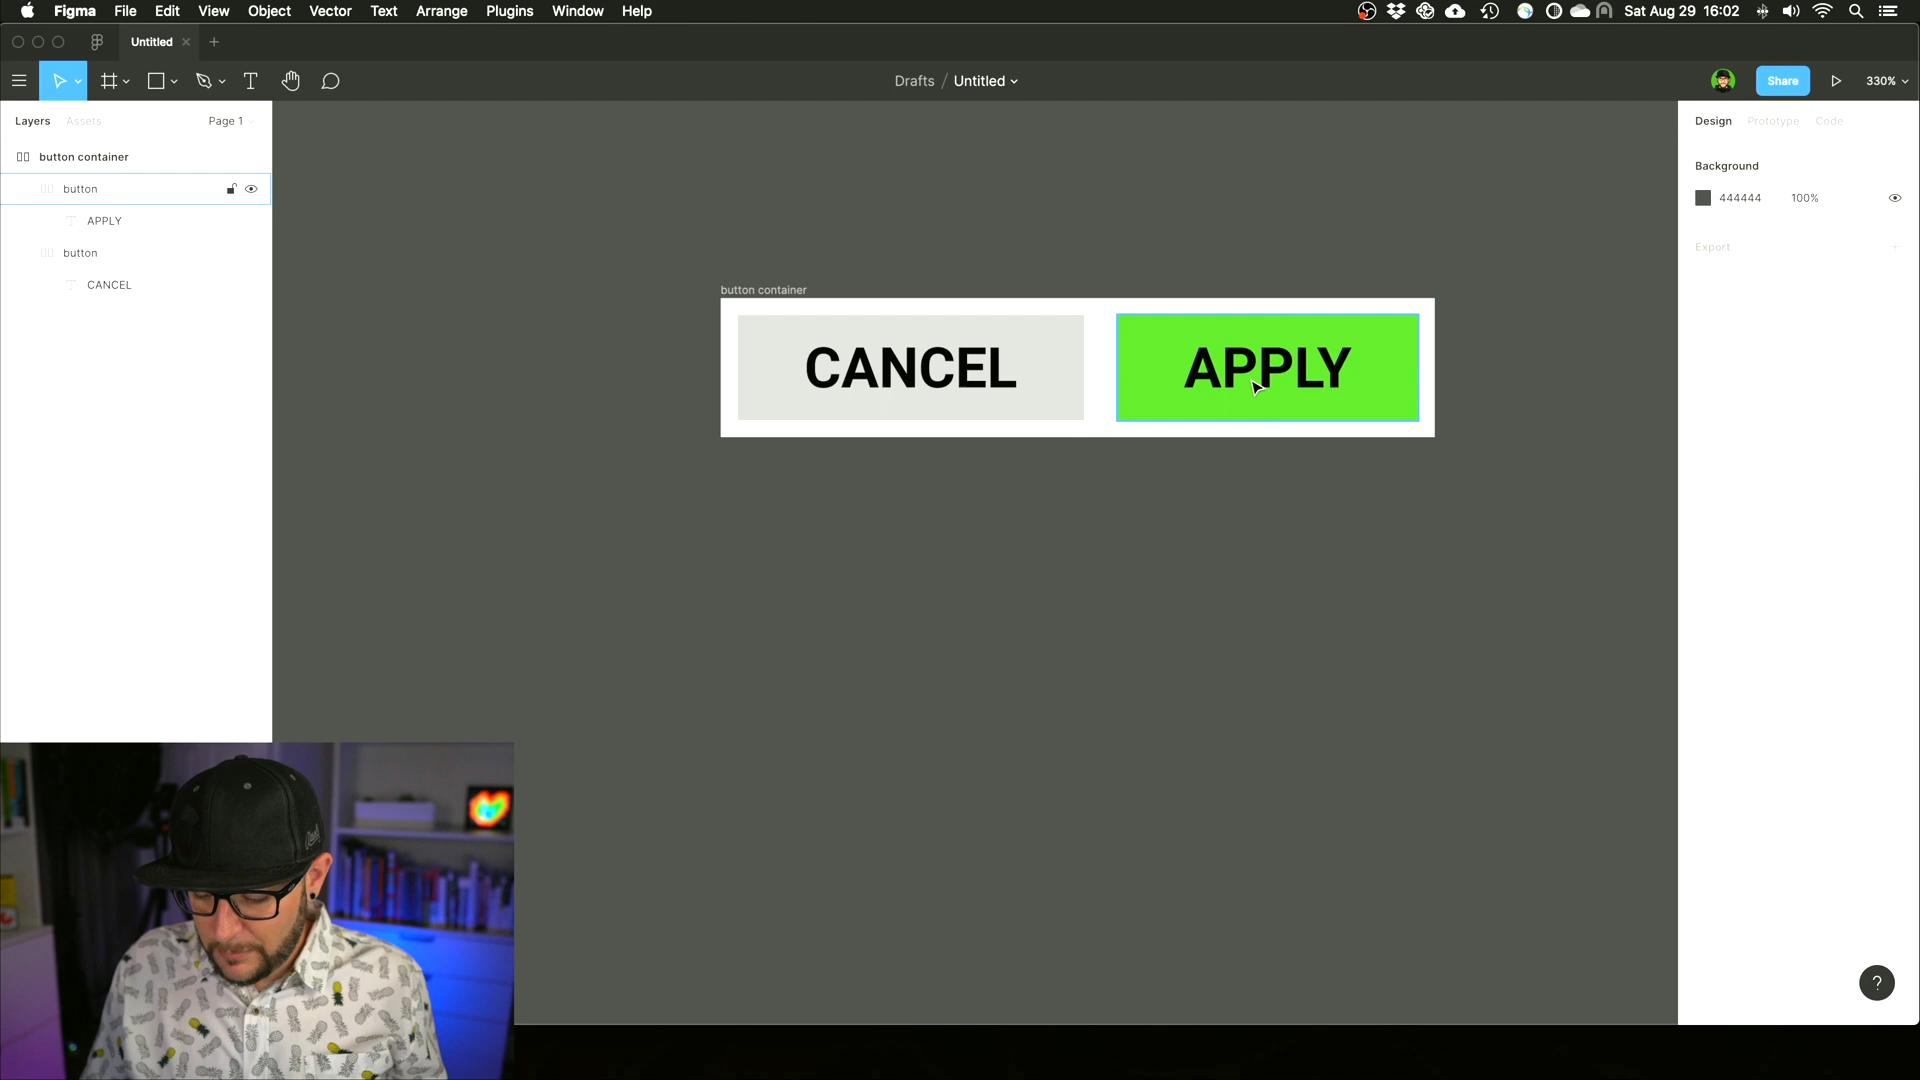 Figma File Edit View Object Vector Text Arrange Plugins Window Help Sat Aug 29 16:02
Untitled
Drafts / Untitled Share 330%
Layers Assets Page 1
button container
button
APPLY
button
CANCEL
button container
CANCEL APPLY
Design Prototype Code
Background
444444 100%
Export
?